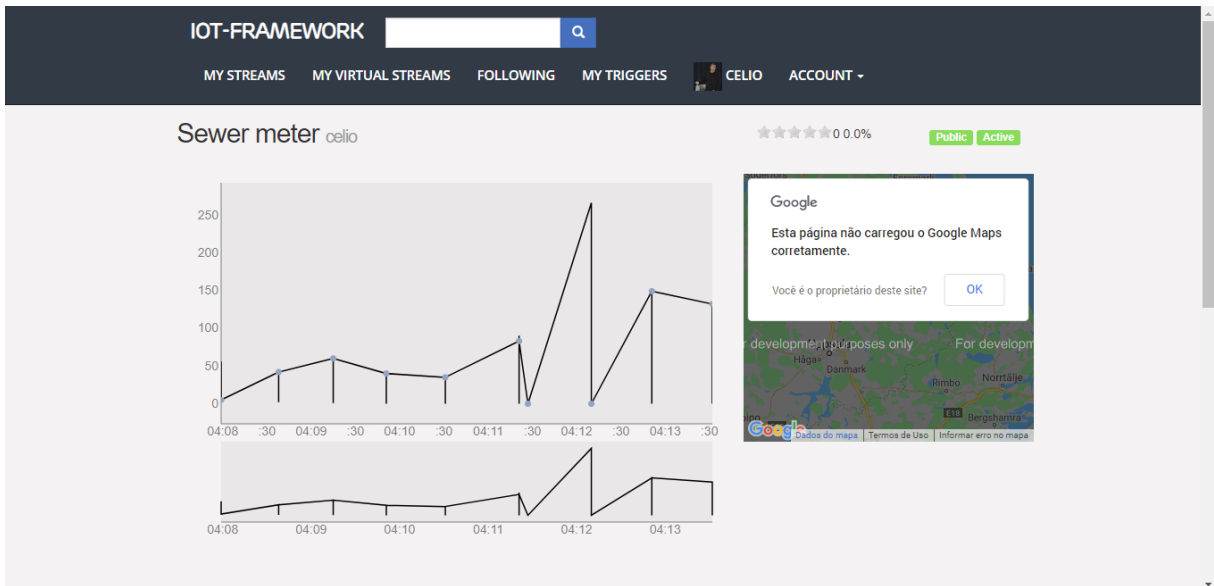 IOT-FRAMEWORK
MY STREAMS MY VIRTUAL STREAMS FOLLOWING MY TRIGGERS CELIO ACCOUNT
Sewer meter celio
0 0.0%
Public Active
250
200
150
100
50
0
04:08 :30 04:09 :30 04:10 :30 04:11 :30 04:12 :30 04:13 :30
04:08 04:09 04:10 04:11 04:12 04:13
Google
Esta página não carregou o Google Maps
corretamente.
Você é o proprietário deste site? OK
development purposes only For developm
Håga
Danmark
Rimbo Norrtälje
E18 Bergshamra
Google Dados do mapa Termos de Uso Informar erro no mapa